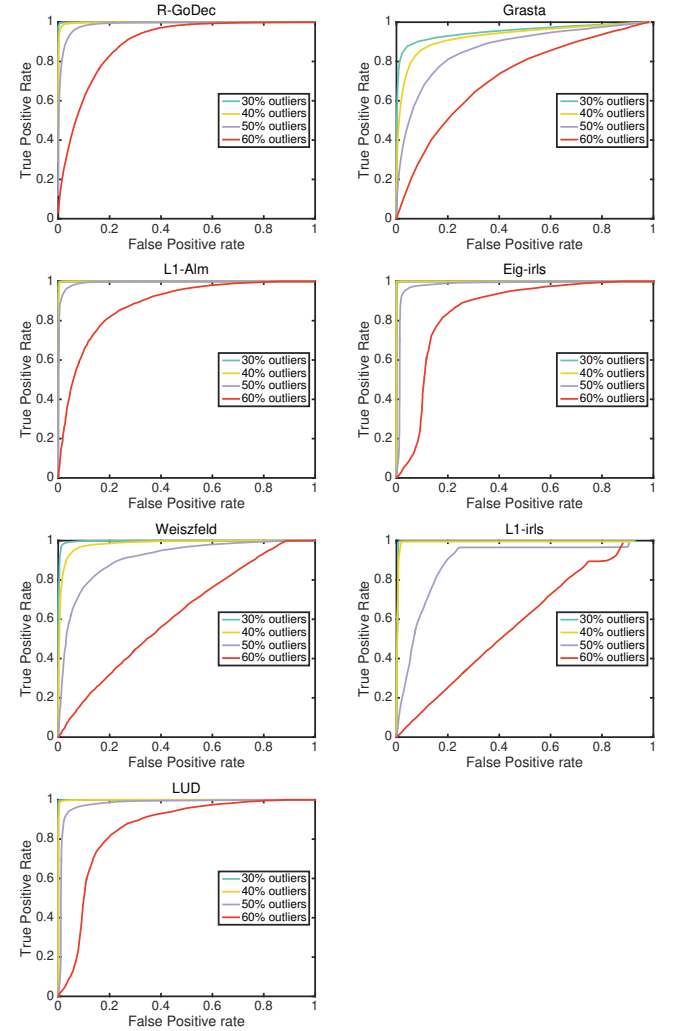 R-GoDec
1
0.8
0.6
0.4
0.2
0
True Positive Rate
30% outliers
40% outliers
50% outliers
60% outliers
0 0.2 0.4 0.6 0.8 1
False Positive rate
Grasta
1
0.8
0.6
0.4
0.2
0
True Positive Rate
30% outliers
40% outliers
50% outliers
60% outliers
0 0.2 0.4 0.6 0.8 1
False Positive rate
L1-Alm
1
0.8
0.6
0.4
0.2
0
True Positive Rate
30% outliers
40% outliers
50% outliers
60% outliers
0 0.2 0.4 0.6 0.8 1
False Positive rate
Eig-irls
1
0.8
0.6
0.4
0.2
0
True Positive Rate
30% outliers
40% outliers
50% outliers
60% outliers
0 0.2 0.4 0.6 0.8 1
False Positive rate
Weiszfeld
1
0.8
0.6
0.4
0.2
0
True Positive Rate
30% outliers
40% outliers
50% outliers
60% outliers
0 0.2 0.4 0.6 0.8 1
False Positive rate
L1-irls
1
0.8
0.6
0.4
0.2
0
True Positive Rate
30% outliers
40% outliers
50% outliers
60% outliers
0 0.2 0.4 0.6 0.8 1
False Positive rate
LUD
1
0.8
0.6
0.4
0.2
0
True Positive Rate
30% outliers
40% outliers
50% outliers
60% outliers
0 0.2 0.4 0.6 0.8 1
False Positive rate